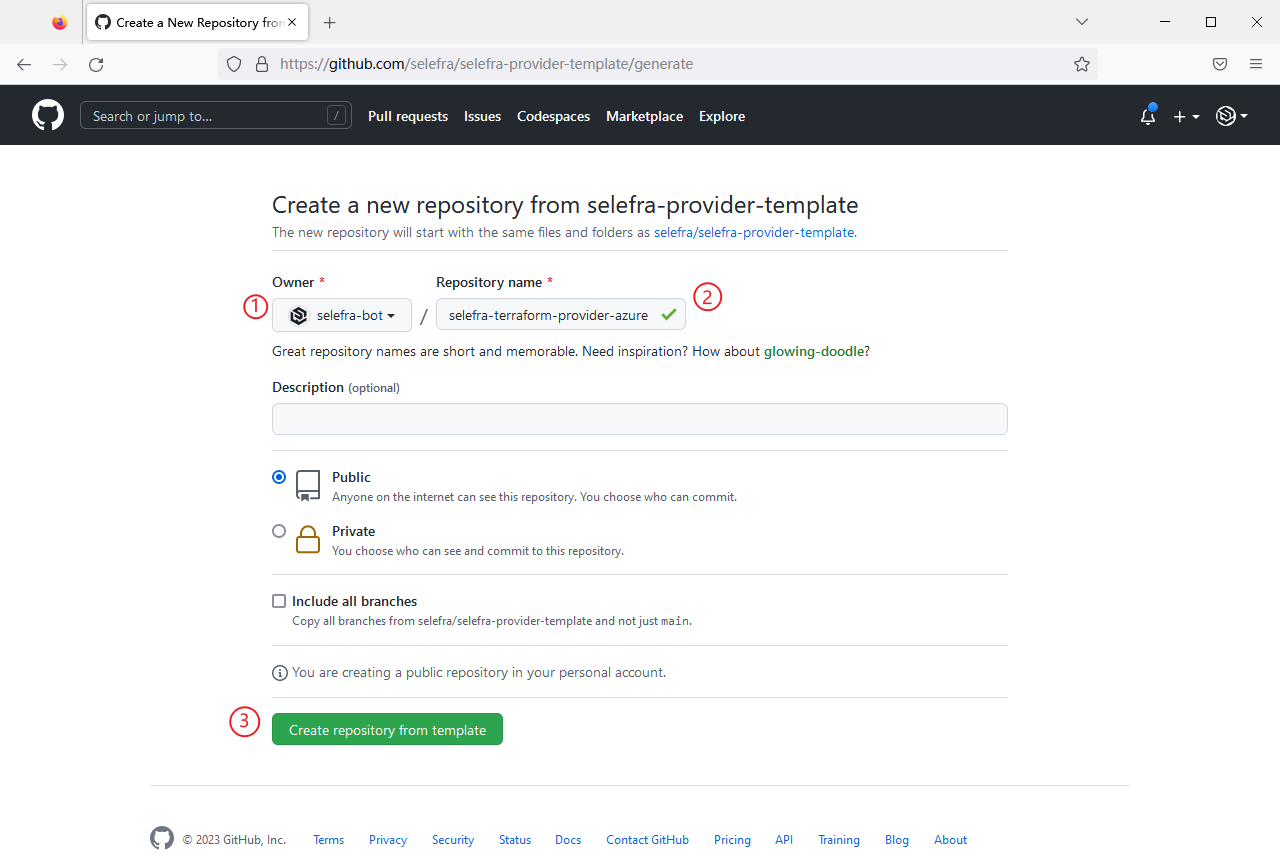 Create a New Repository from
https://github.com/selefra/selefra-provider-template/generate
Search or jump to... / Pull requests Issues Codespaces Marketplace Explore
Create a new repository from selefra-provider-template
The new repository will start with the same files and folders as selefra/selefra-provider-template.
Owner * Repository name *
1 selefra-bot / selefra-terraform-provider-azure 2
Great repository names are short and memorable. Need inspiration? How about glowing-doodle?
Description (optional)
Public
Anyone on the internet can see this repository. You choose who can commit.
Private
You choose who can see and commit to this repository.
Include all branches
Copy all branches from selefra/selefra-provider-template and not just main.
You are creating a public repository in your personal account.
3 Create repository from template
© 2023 GitHub, Inc. Terms Privacy Security Status Docs Contact GitHub Pricing API Training Blog About